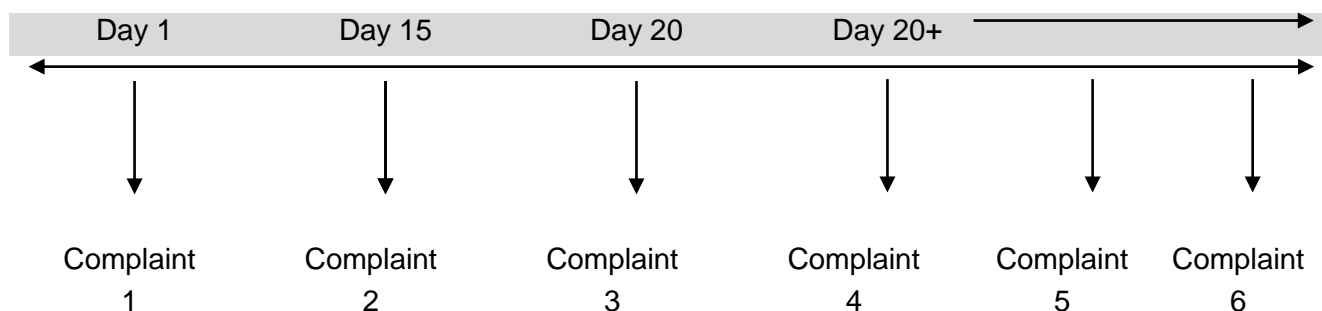 Day 1 Day 15 Day 20 Day 20+
Complaint Complaint Complaint Complaint Complaint Complaint
1 2 3 4 5 6